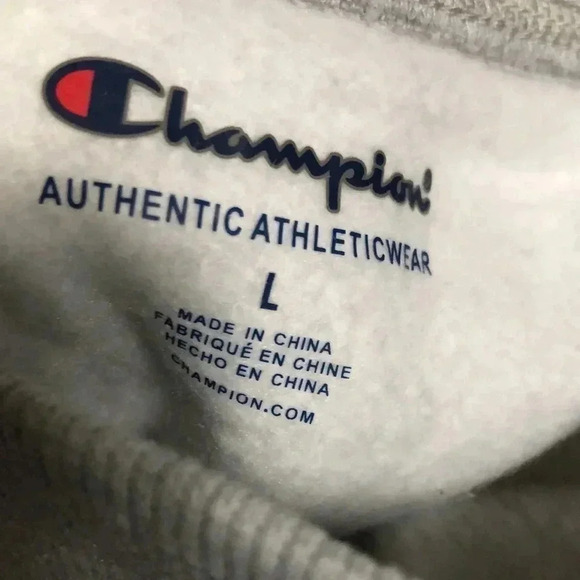 Champion
AUTHENTIC ATHLETICWEAR
L
MADE IN CHINA
FABRIQUÉ EN CHINE
HECHO EN CHINA
CHAMPION.COM